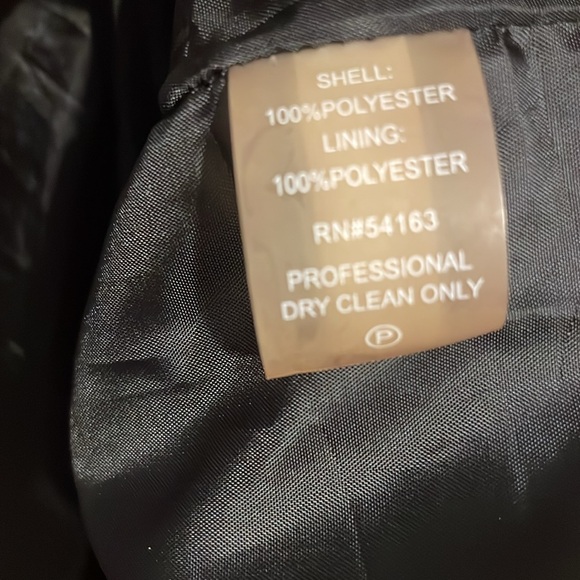 SHELL:
100%POLYESTER
LINING:
100%POLYESTER
RN#54163
PROFESSIONAL
DRY CLEAN ONLY
P